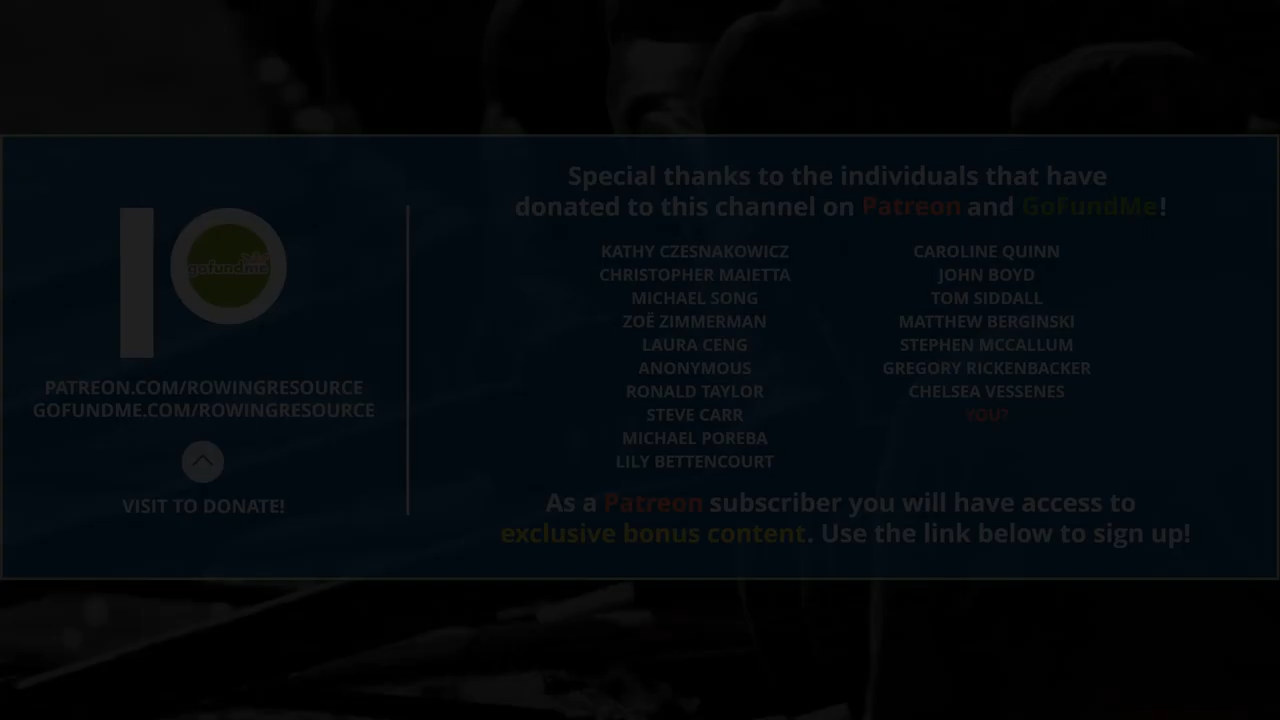 Special thanks to the individuals that have
donated to this channel on Patreon and GoFundMe!
gofundme
PATREON.COM/ROWINGRESOURCE
GOFUNDME.COM/ROWINGRESOURCE
VISIT TO DONATE!
KATHY CZESNAKOWICZ
CHRISTOPHER MAIETTA
MICHAEL SONG
ZOË ZIMMERMAN
LAURA CENG
ANONYMOUS
RONALD TAYLOR
STEVE CARR
MICHAEL POREBA
LILY BETTENCOURT
CAROLINE QUINN
JOHN BOYD
TOM SIDDALL
MATTHEW BERGINSKI
STEPHEN MCCALLUM
GREGORY RICKENBACKER
CHELSEA VESSENES
YOU?
As a Patreon subscriber you will have access to
exclusive bonus content. Use the link below to sign up!